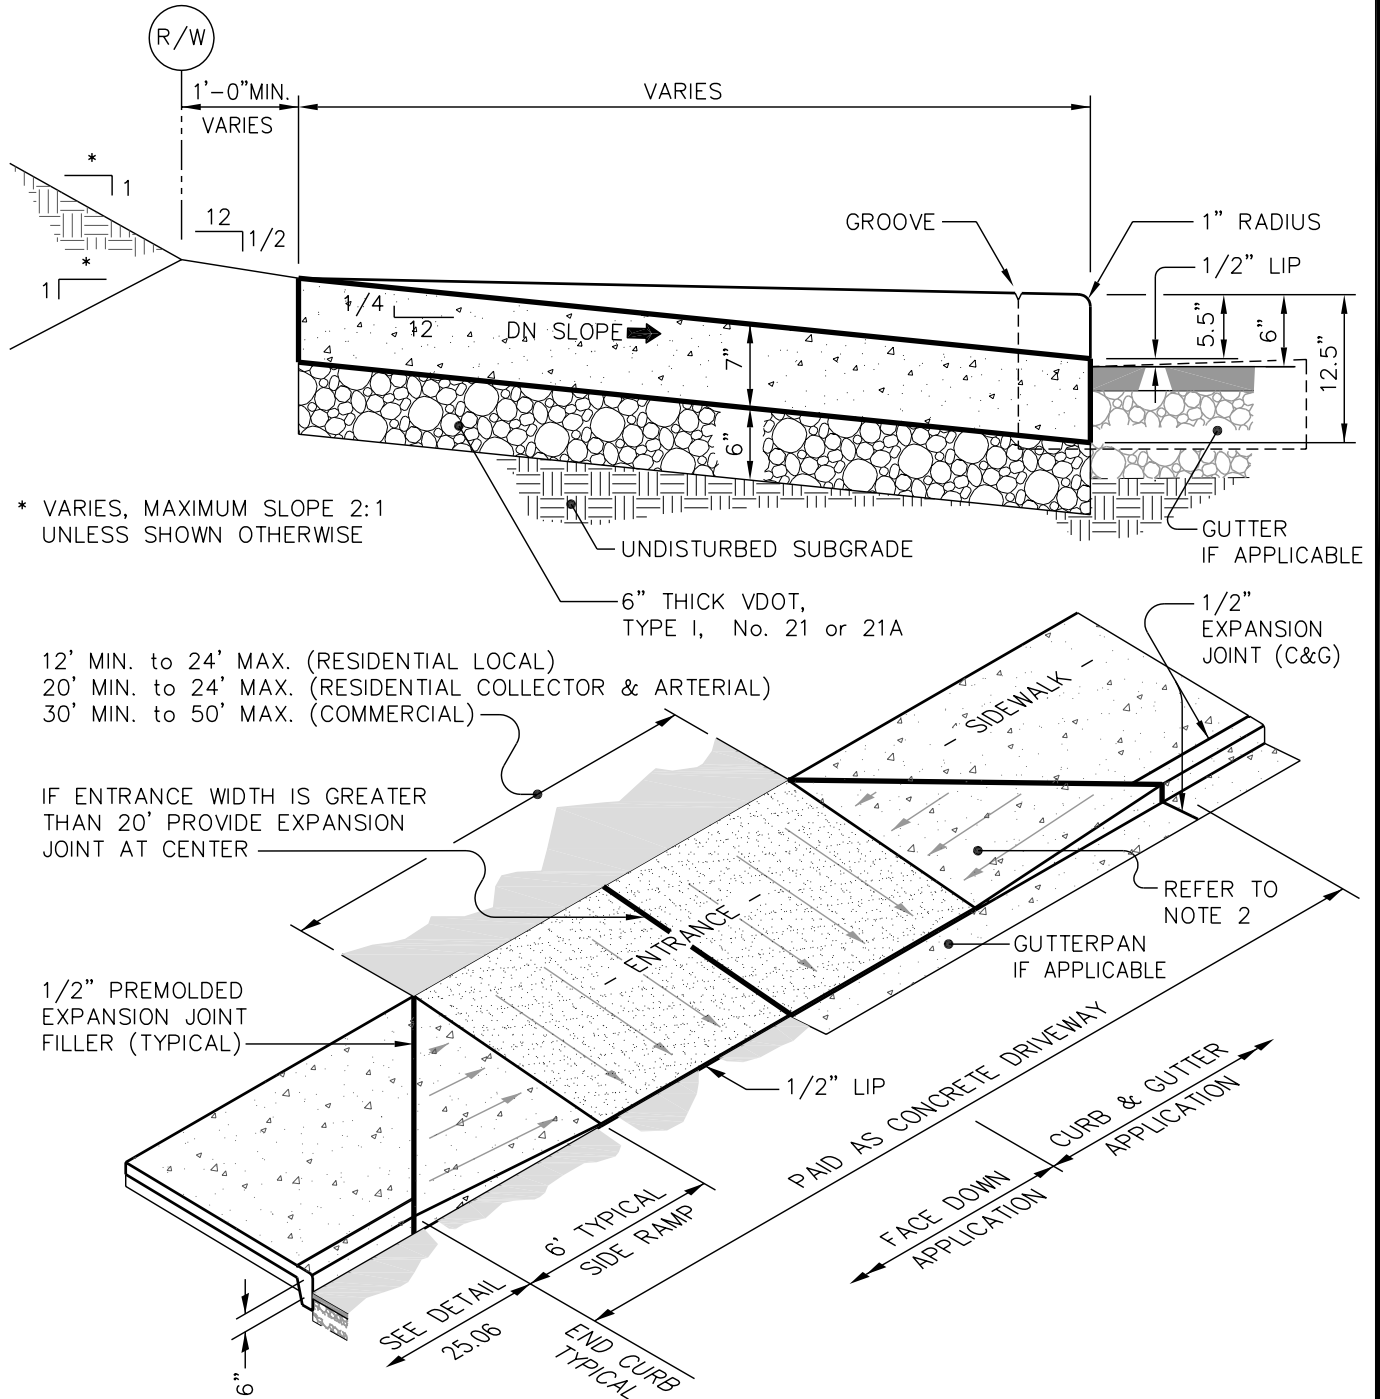 R/W
1'-0"MIN.
VARIES
VARIES
*
1
12
1/2
*
1
GROOVE
1" RADIUS
1/2" LIP
1/4
12
DN SLOPE
7"
5.5"
6"
12.5"
6"
* VARIES, MAXIMUM SLOPE 2:1
UNLESS SHOWN OTHERWISE
UNDISTURBED SUBGRADE
GUTTER
IF APPLICABLE
6" THICK VDOT,
TYPE I, No. 21 or 21A
1/2"
EXPANSION
JOINT (C&G)
12' MIN. to 24' MAX. (RESIDENTIAL LOCAL)
20' MIN. to 24' MAX. (RESIDENTIAL COLLECTOR & ARTERIAL)
30' MIN. to 50' MAX. (COMMERCIAL)
- SIDEWALK -
IF ENTRANCE WIDTH IS GREATER
THAN 20' PROVIDE EXPANSION
JOINT AT CENTER
REFER TO
NOTE 2
- ENTRANCE -
GUTTERPAN
IF APPLICABLE
1/2" PREMOLDED
EXPANSION JOINT
FILLER (TYPICAL)
1/2" LIP
PAID AS CONCRETE DRIVEWAY
CURB & GUTTER
APPLICATION
FACE DOWN
APPLICATION
6' TYPICAL
SIDE RAMP
SEE DETAIL
25.06
END CURB
TYPICAL
6"